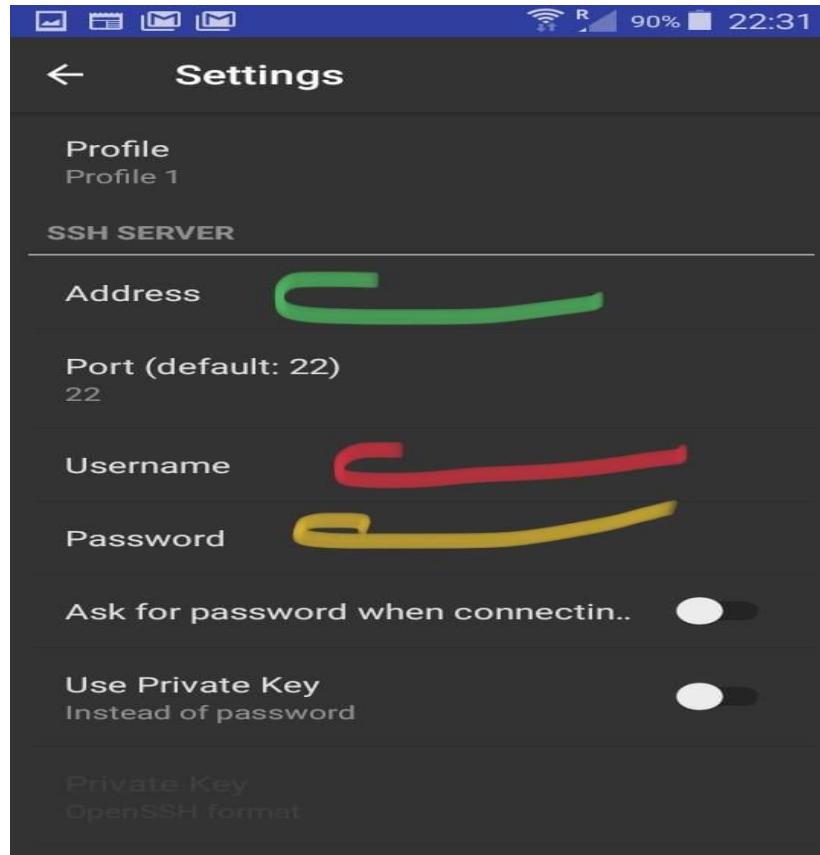 R 90% 22:31
Settings
Profile
Profile 1
SSH SERVER
Address
Port (default: 22)
22
Username
Password
Ask for password when connectin..
Use Private Key
Instead of password
Private Key
OpenSSH format